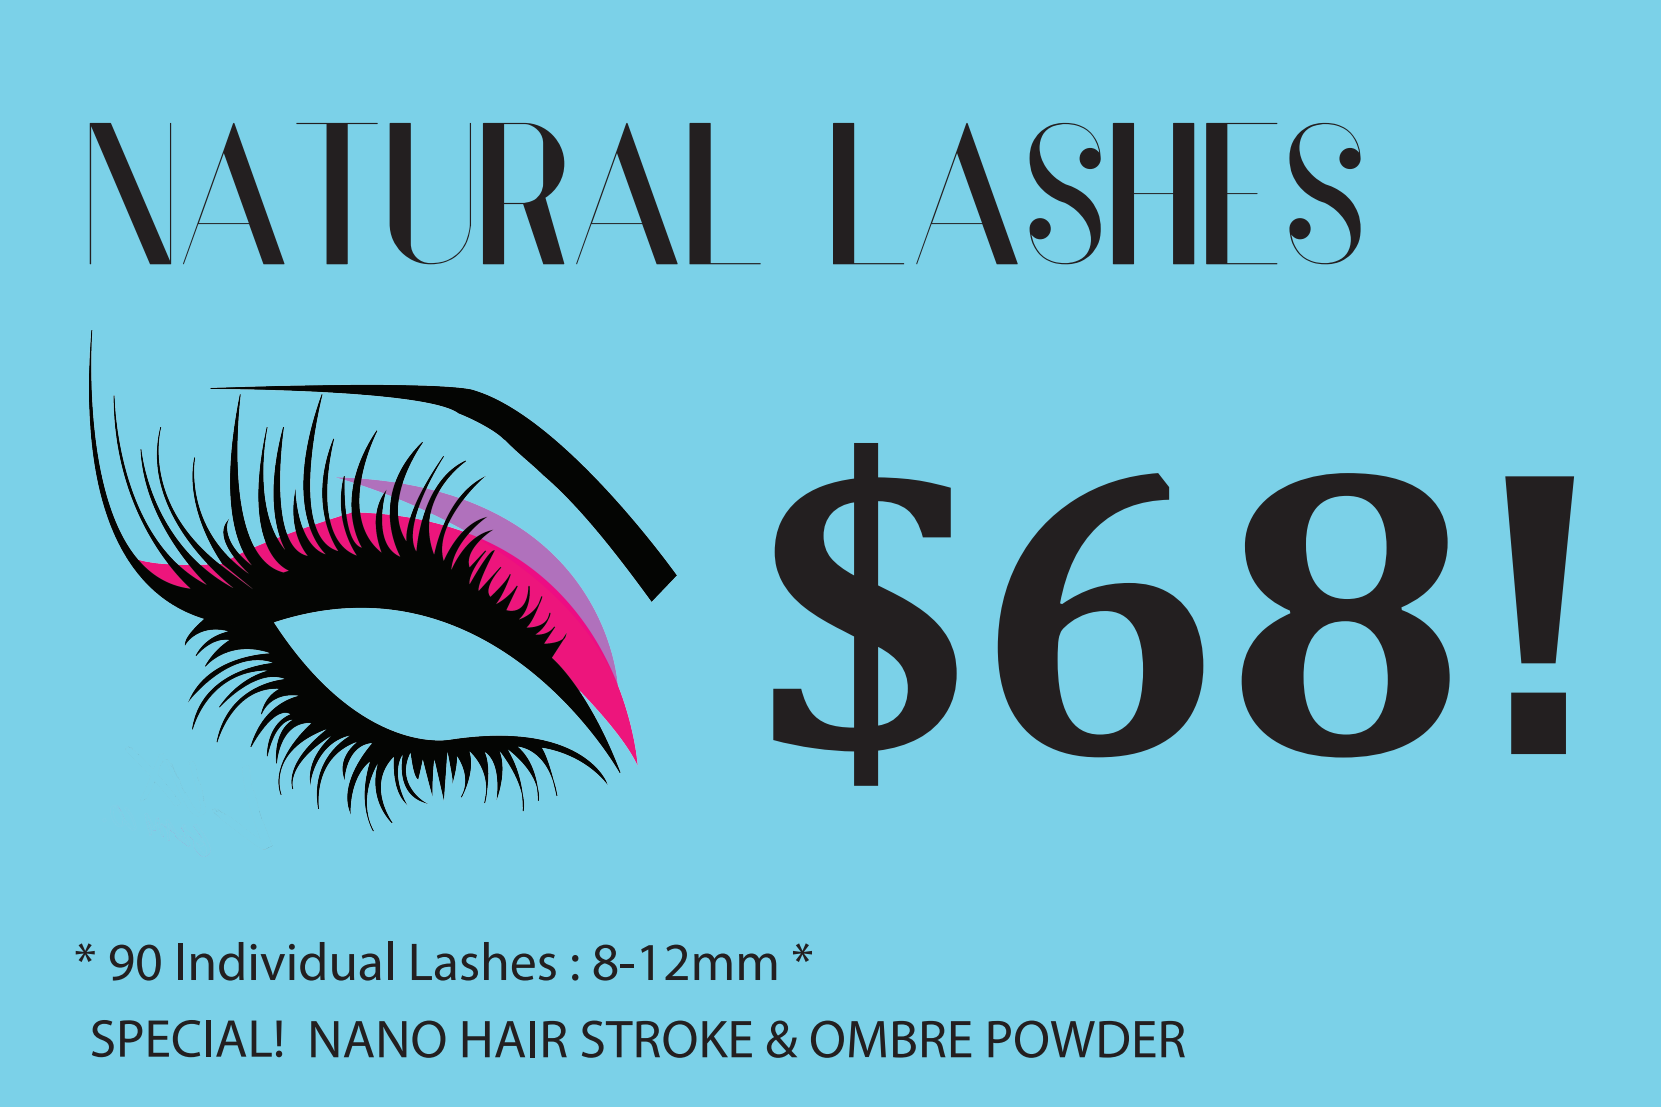 NATURAL LASHES
$68!
* 90 Individual Lashes : 8-12mm *
SPECIAL! NANO HAIR STROKE & OMBRE POWDER